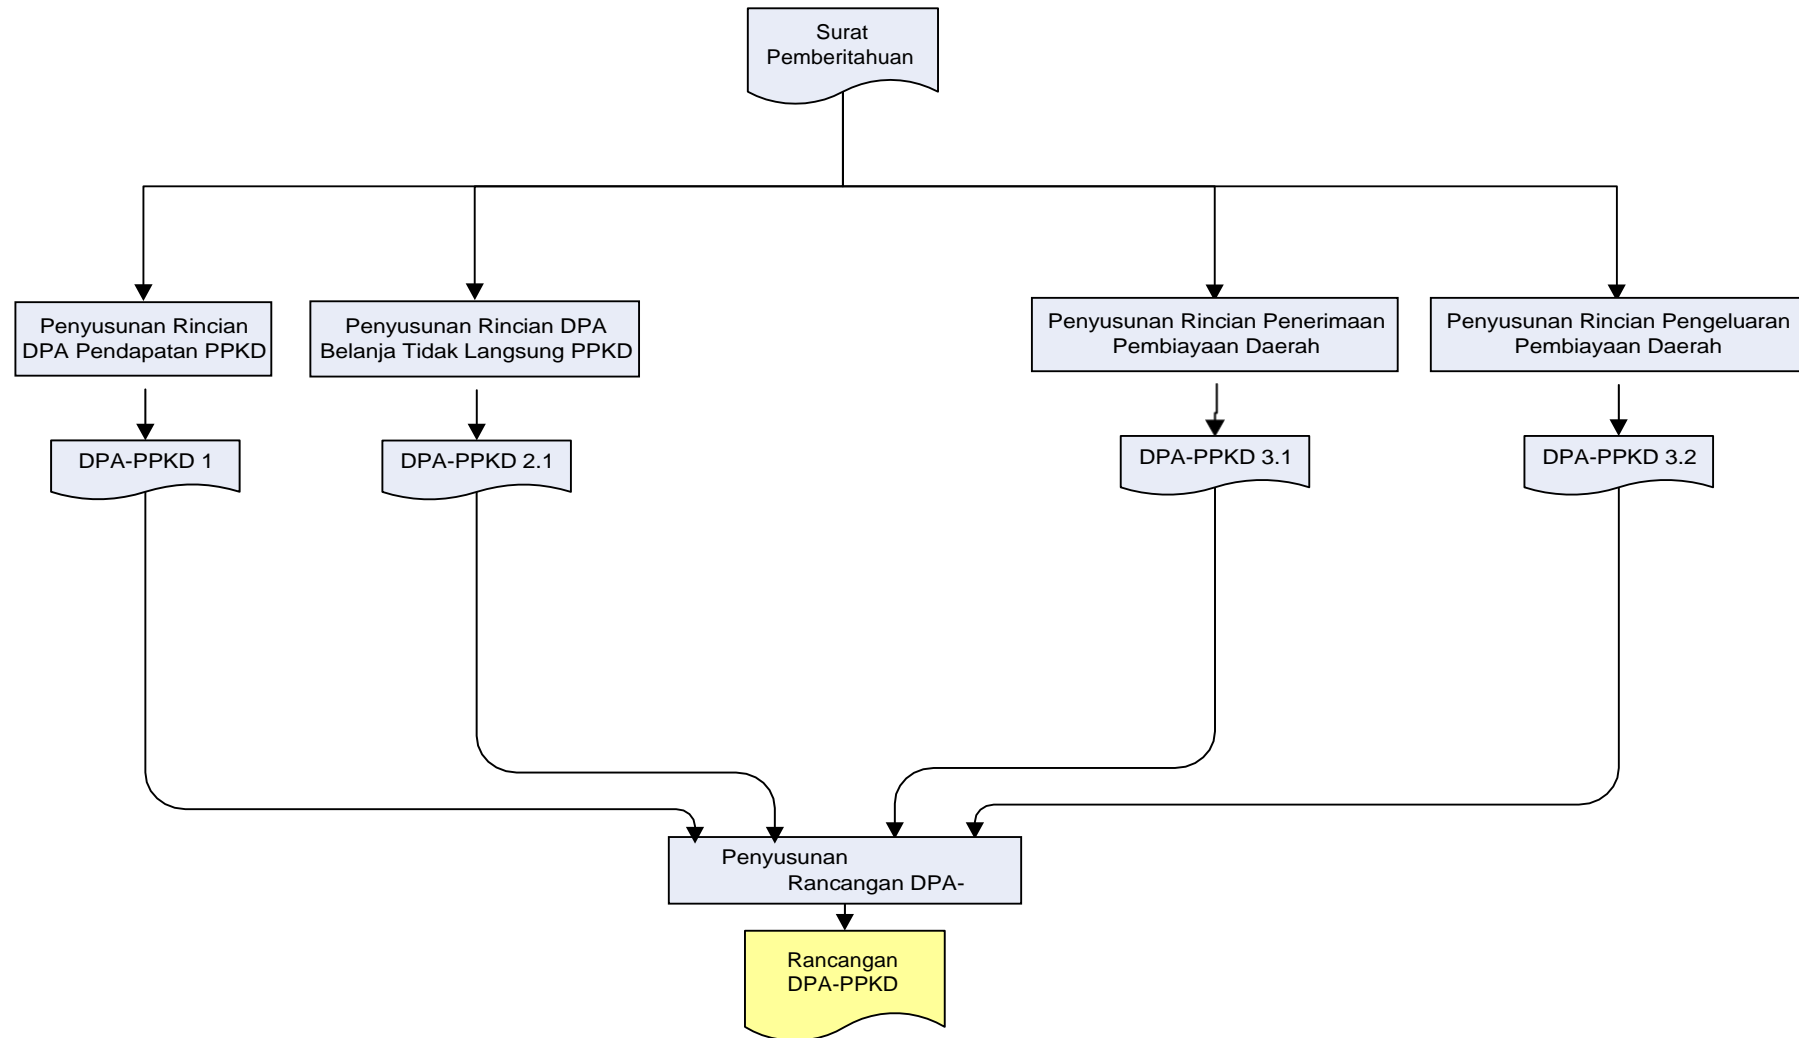 Surat
Pemberitahuan
Penyusunan Rincian
DPA Pendapatan PPKD
Penyusunan Rincian DPA
Belanja Tidak Langsung PPKD
Penyusunan Rincian Penerimaan
Pembiayaan Daerah
Penyusunan Rincian Pengeluaran
Pembiayaan Daerah
DPA-PPKD 1
DPA-PPKD 2.1
DPA-PPKD 3.1
DPA-PPKD 3.2
Penyusunan
Rancangan DPA-
Rancangan
DPA-PPKD